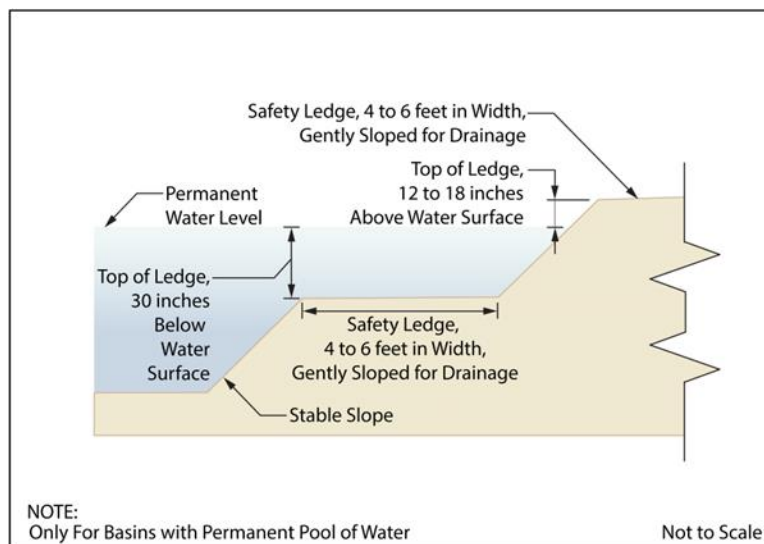 Safety Ledge, 4 to 6 feet in Width,
Gently Sloped for Drainage
Top of Ledge,
12 to 18 inches
Above Water Surface
Permanent
Water Level
Top of Ledge,
30 inches
Below
Water
Surface
Safety Ledge,
4 to 6 feet in Width,
Gently Sloped for Drainage
Stable Slope
NOTE:
Only For Basins with Permanent Pool of Water
Not to Scale